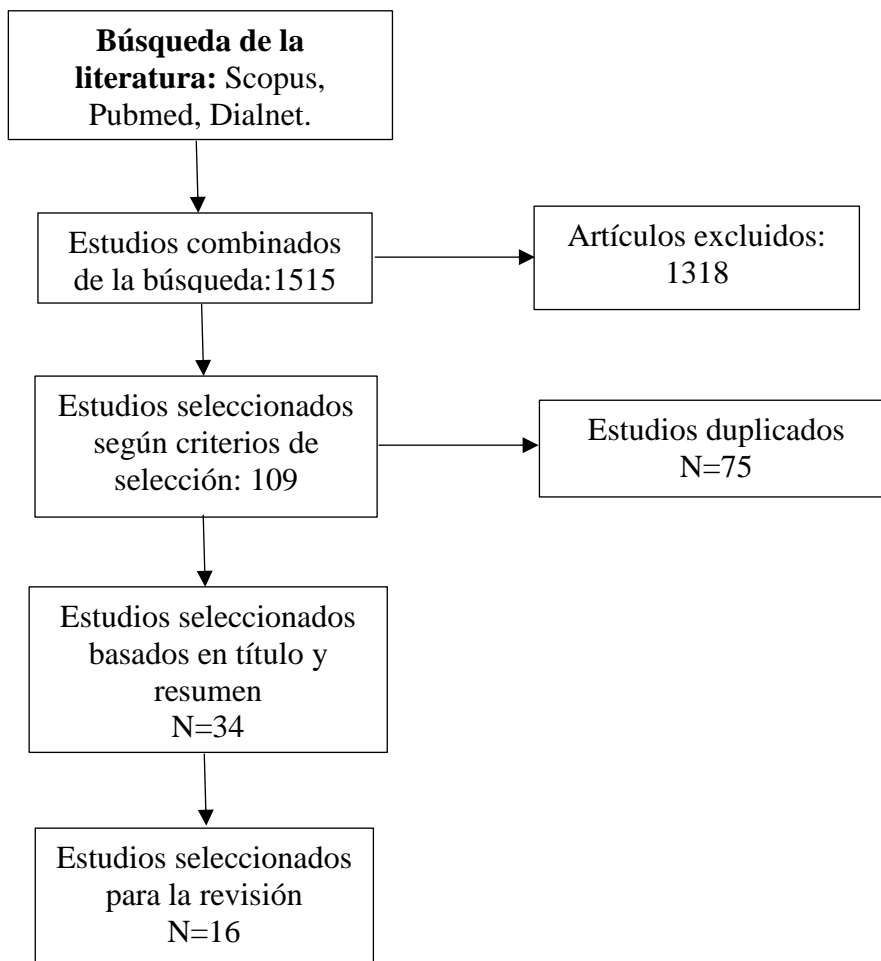 Búsqueda de la
literatura: Scopus,
Pubmed, Dialnet.
Estudios combinados
de la búsqueda:1515
Artículos excluidos:
1318
Estudios seleccionados
según criterios de
selección: 109
Estudios duplicados
N=75
Estudios seleccionados
basados en título y
resumen
N=34
Estudios seleccionados
para la revisión
N=16